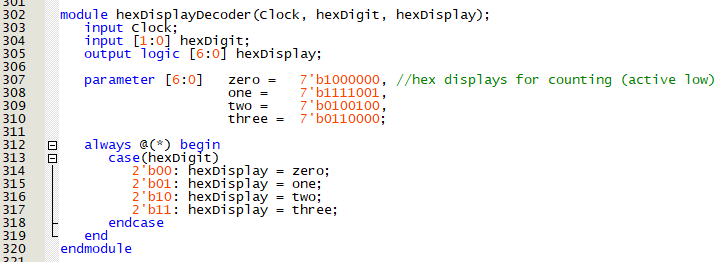 301
302 module hexDisplayDecoder(Clock, hexDigit, hexDisplay);
303 input Clock;
304 input [1:0] hexDigit;
305 output logic [6:0] hexDisplay;
306
307 parameter [6:0] zero = 7'b1000000, //hex displays for counting (active low)
308 one = 7'b1111001,
309 two = 7'b0100100,
310 three = 7'b0110000;
311
312 always @(*) begin
313 case(hexDigit)
314 2'b00: hexDisplay = zero;
315 2'b01: hexDisplay = one;
316 2'b10: hexDisplay = two;
317 2'b11: hexDisplay = three;
318 endcase
319 end
320 endmodule
321